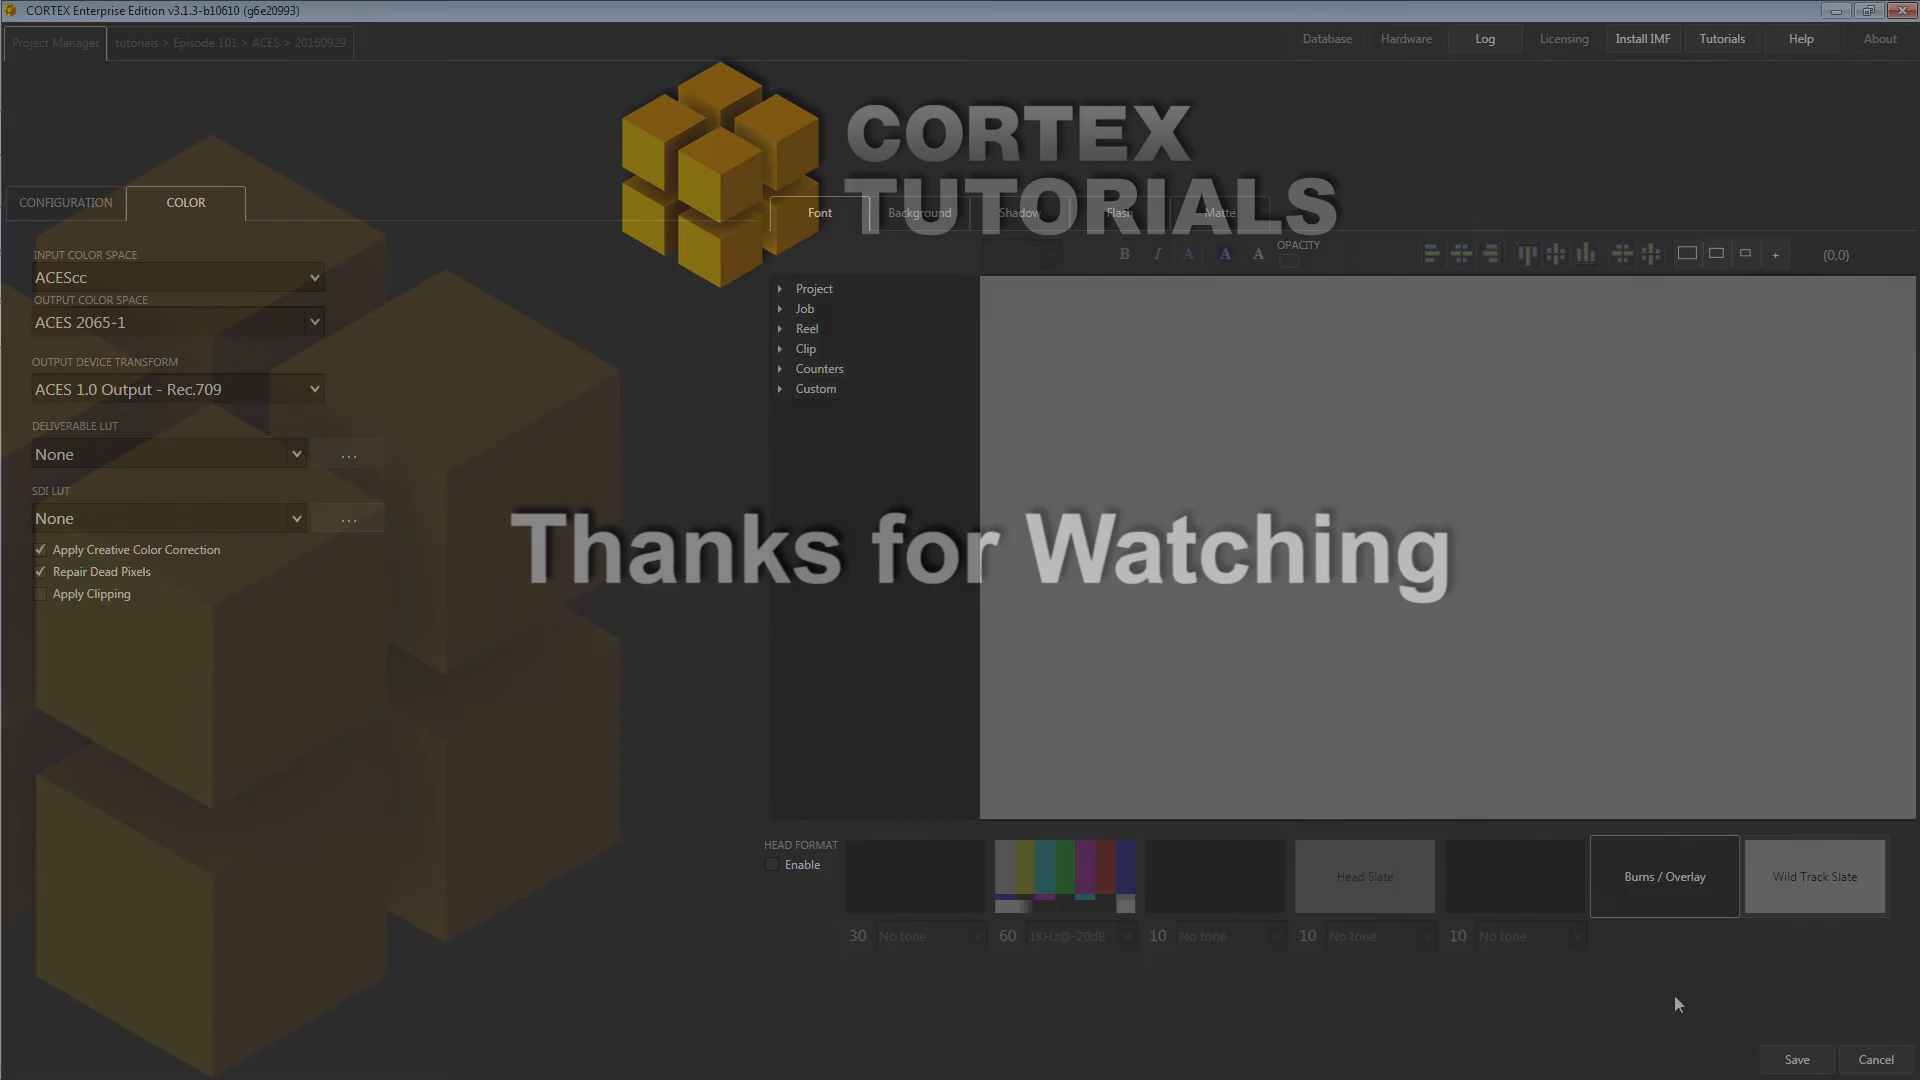 CORTEX Enterprise Edition v3.1.3-b10610 (g6e20993)
Project Manager
tutorials > Episode 101 > ACES > 20160929
Database
Hardware
Log
Licensing
Install IMF
Tutorials
Help
About
CORTEX
TUTORIALS
CONFIGURATION
COLOR
Font
Background
Shadow
Flash
Matte
B
I
A
A
A
OPACITY
+
(0,0)
INPUT COLOR SPACE
ACEScc
OUTPUT COLOR SPACE
ACES 2065-1
OUTPUT DEVICE TRANSFORM
ACES 1.0 Output - Rec.709
DELIVERABLE LUT
None
...
SDI LUT
None
...
Apply Creative Color Correction
Repair Dead Pixels
Apply Clipping
Project
Job
Reel
Clip
Counters
Custom
Thanks for Watching
HEAD FORMAT
Enable
Head Slate
Burns / Overlay
Wild Track Slate
30 No tone
60 1KHz@-20dB
10 No tone
10 No tone
10 No tone
Save
Cancel